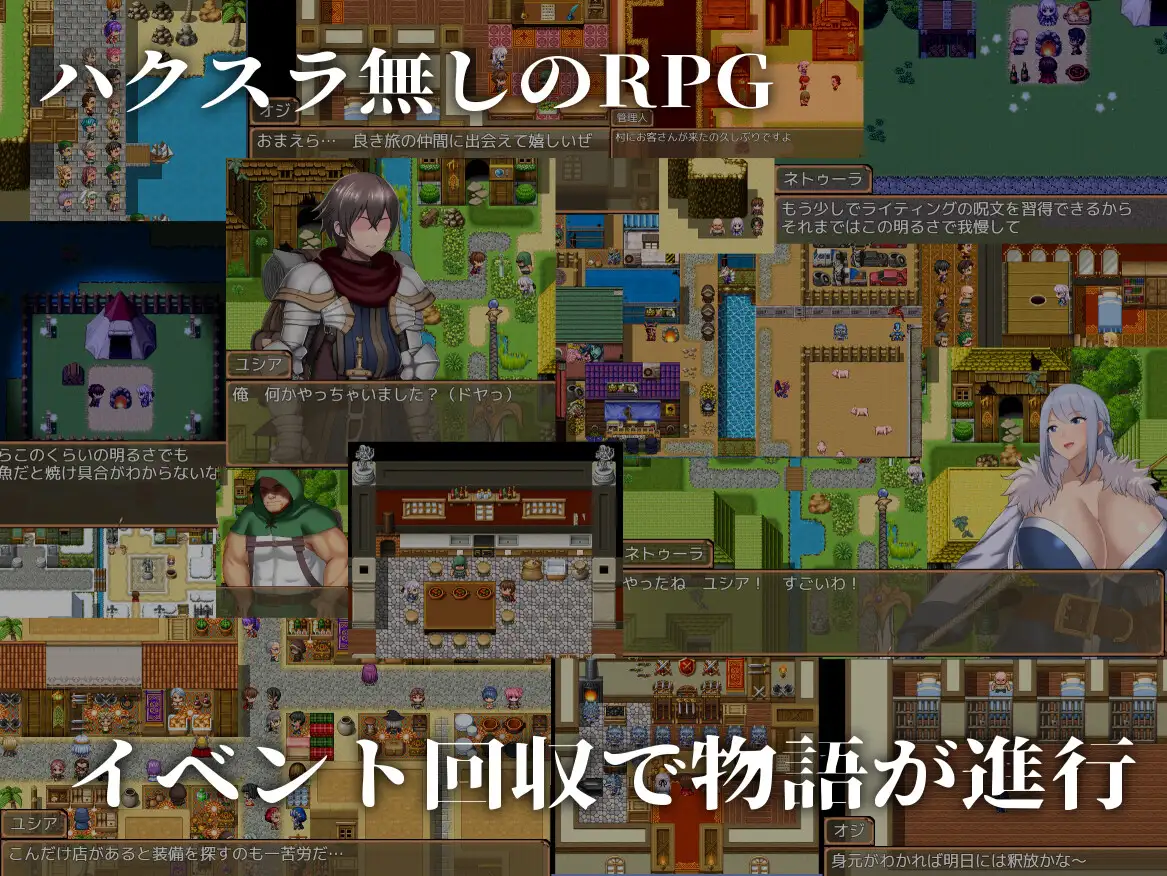 ハクスラ無しのRPG
オジ
おまえら… 良き旅の仲間に出会えて嬉しいぜ
管理人
村にお客さんが来たの久しぶりですよ
ネトゥーラ
もう少しでライティングの呪文を習得できるから
それまではこの明るさで我慢して
ユシア
俺 何かやっちゃいました？（ドヤっ）
らこのくらいの明るさでも
魚だと焼け具合がわからないな
ネトゥーラ
やったね ユシア！ すごいわ！
イベント回収で物語が進行
ユシア
こんだけ店があると装備を探すのも一苦労だ…
オジ
身元がわかれば明日には釈放かな～